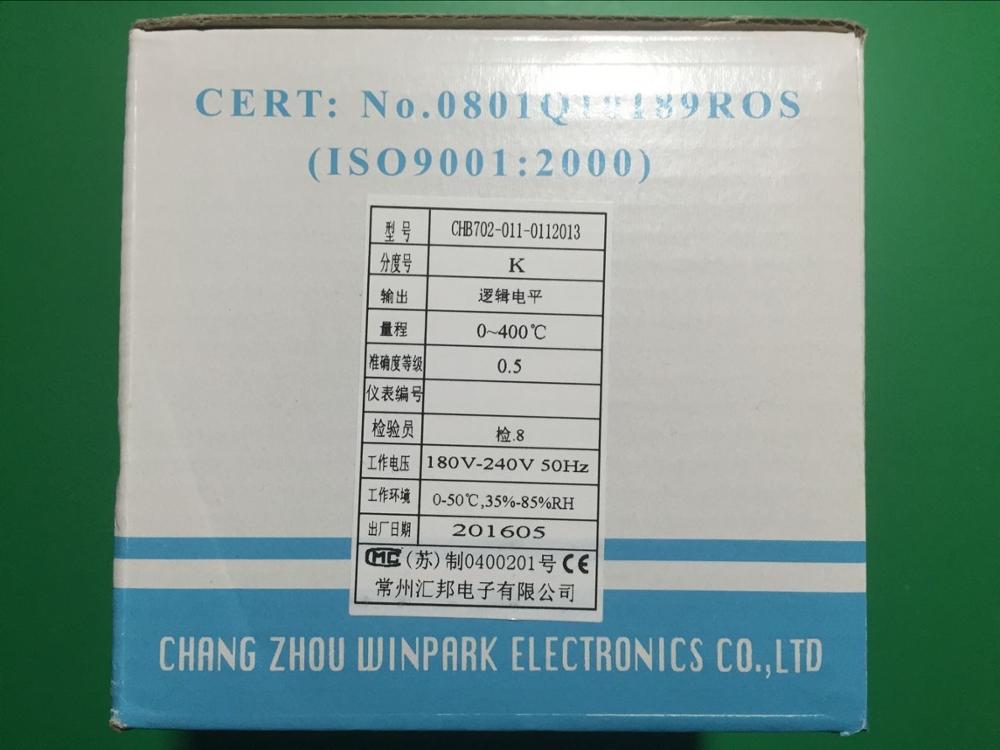 CERT: No.0801Q10189ROS
(ISO9001:2000)
型号 CHB702-011-0112013
分度号 K
输出 逻辑电平
量程 0~400℃
准确度等级 0.5
仪表编号
检验员 检.8
工作电压 180V-240V 50Hz
工作环境 0-50℃,35%-85%RH
出厂日期 201605
MC (苏)制0400201号 CE
常州汇邦电子有限公司
CHANG ZHOU WINPARK ELECTRONICS CO.,LTD